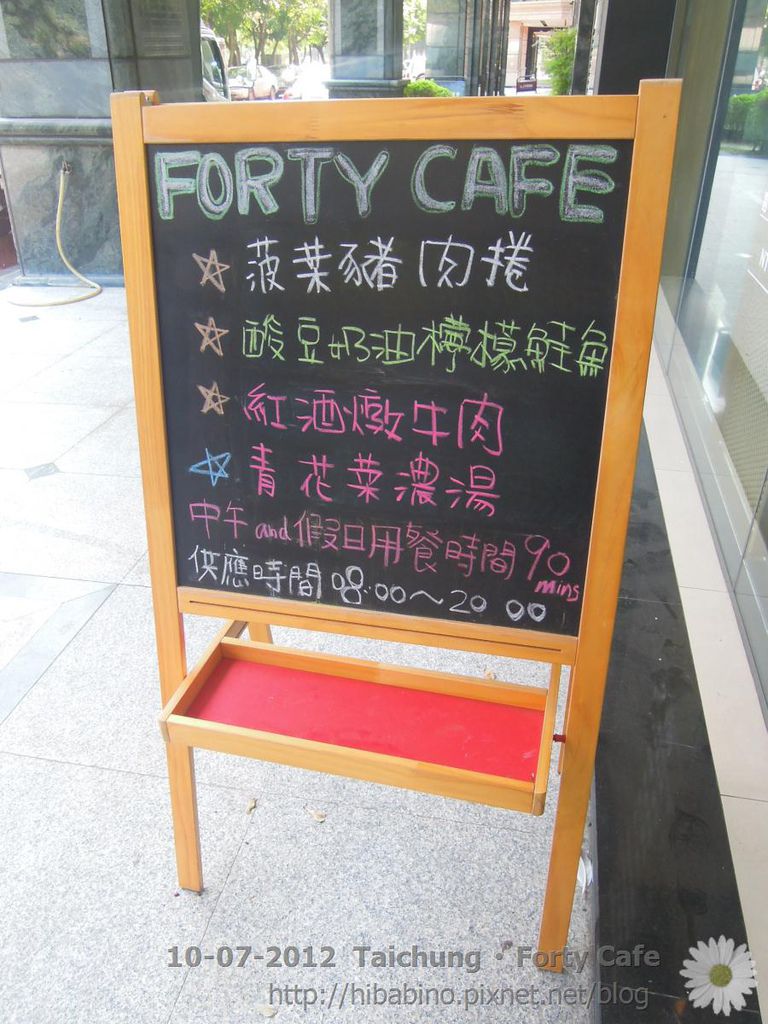 FORTY CAFE
菠菜豬肉捲
酸豆奶油檸檬鮭魚
紅酒燉牛肉
青花菜濃湯
中午 and 假日用餐時間 90 mins
供應時間 08:00～20:00
10-07-2012 Taichung・Forty Cafe
http://hibabino.pixnet.net/blog